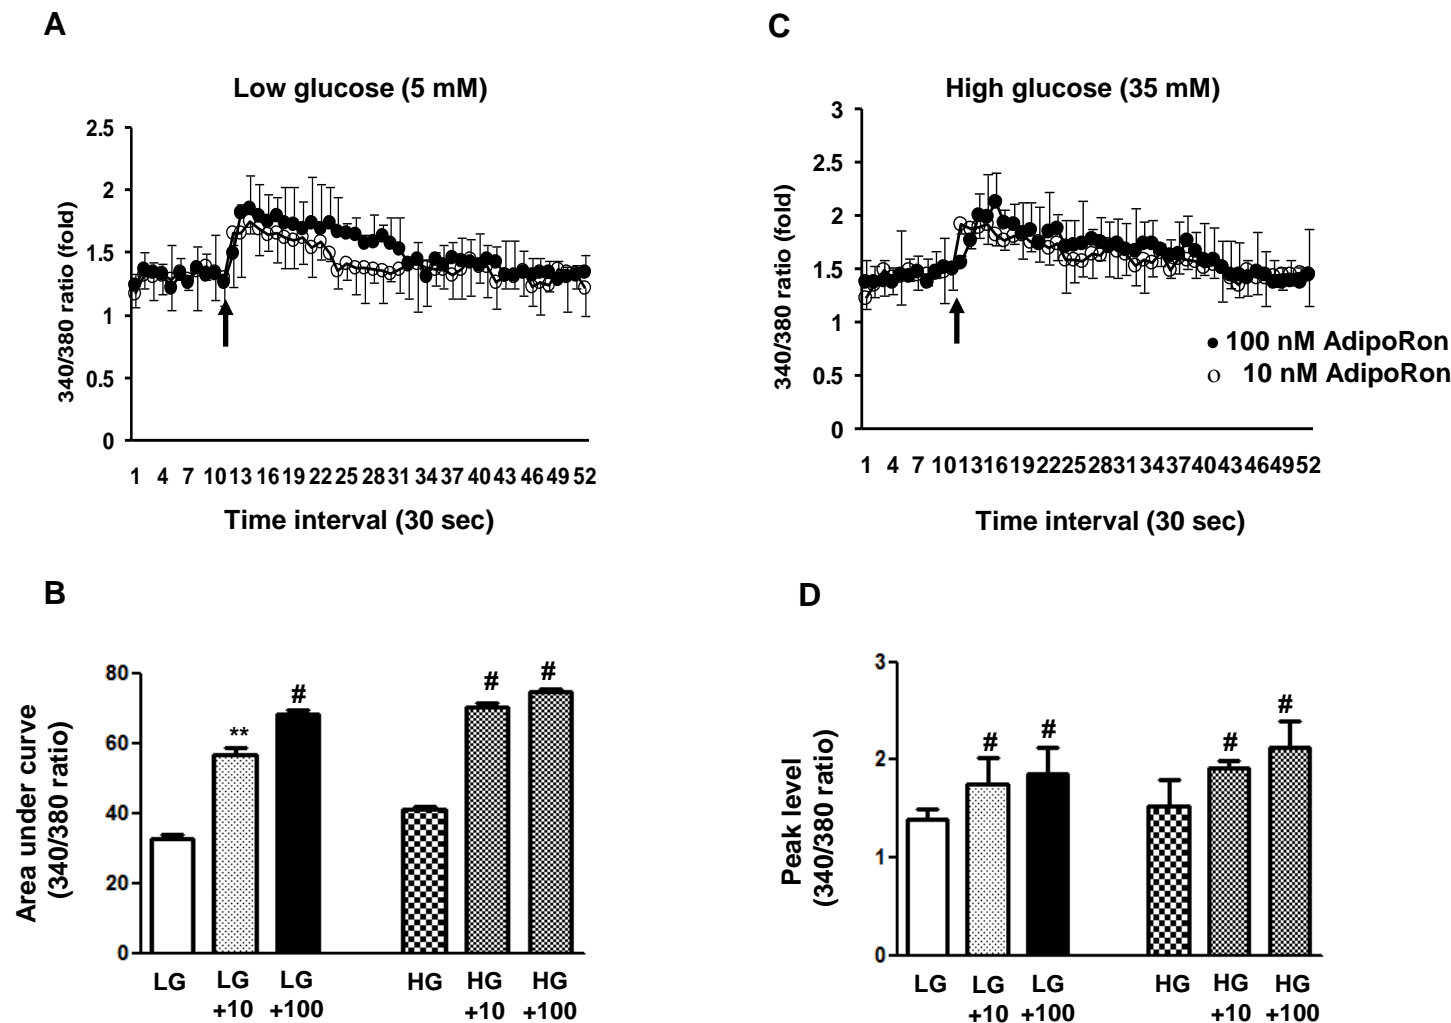 A
Low glucose (5 mM)
340/380 ratio (fold)
2.5
2
1.5
1
0.5
0
1 4 7 10 13 16 19 22 25 28 31 34 37 40 43 46 49 52
Time interval (30 sec)
C
High glucose (35 mM)
340/380 ratio (fold)
3
2.5
2
1.5
1
0.5
0
1 4 7 10 13 16 19 22 25 28 31 34 37 40 43 46 49 52
Time interval (30 sec)
100 nM AdipoRon
10 nM AdipoRon
B
Area under curve
(340/380 ratio)
80
60
40
20
0
**
#
#
#
LG
LG
+10
LG
+100
HG
HG
+10
HG
+100
D
Peak level
(340/380 ratio)
3
2
1
0
#
#
#
#
LG
LG
+10
LG
+100
HG
HG
+10
HG
+100